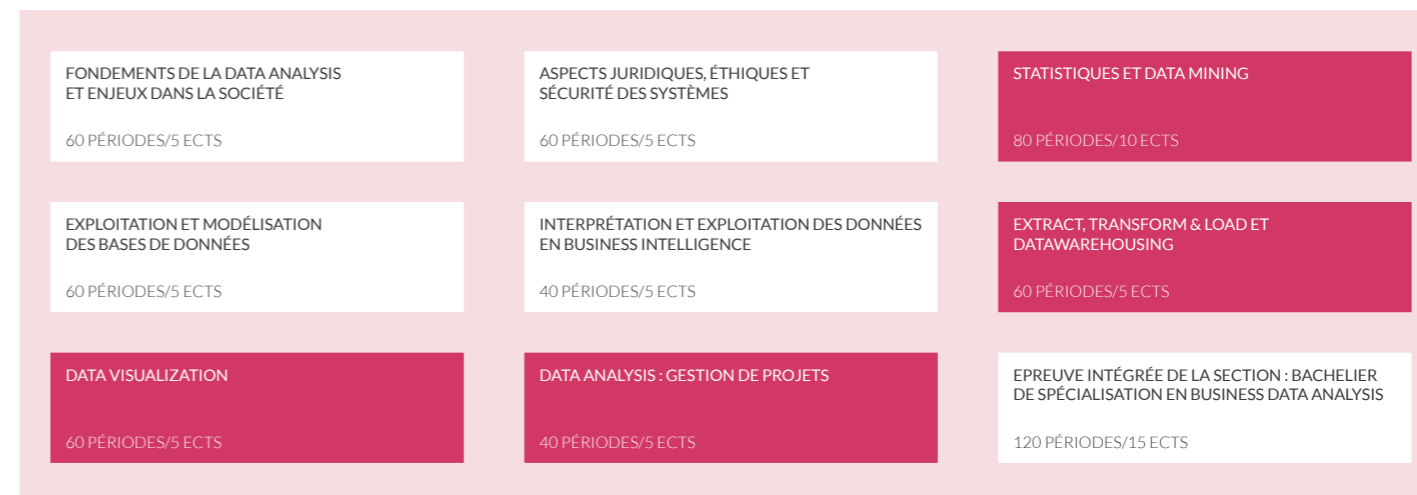 FONDEMENTS DE LA DATA ANALYSIS
ET ENJEUX DANS LA SOCIÉTÉ
60 PÉRIODES/5 ECTS
ASPECTS JURIDIQUES, ÉTHIQUES ET
SÉCURITÉ DES SYSTÈMES
60 PÉRIODES/5 ECTS
STATISTIQUES ET DATA MINING
80 PÉRIODES/10 ECTS
EXPLOITATION ET MODÉLISATION
DES BASES DE DONNÉES
60 PÉRIODES/5 ECTS
INTERPRÉTATION ET EXPLOITATION DES DONNÉES
EN BUSINESS INTELLIGENCE
40 PÉRIODES/5 ECTS
EXTRACT, TRANSFORM & LOAD ET
DATAWAREHOUSING
60 PÉRIODES/5 ECTS
DATA VISUALIZATION
60 PÉRIODES/5 ECTS
DATA ANALYSIS : GESTION DE PROJETS
40 PÉRIODES/5 ECTS
EPREUVE INTÉGRÉE DE LA SECTION : BACHELIER
DE SPÉCIALISATION EN BUSINESS DATA ANALYSIS
120 PÉRIODES/15 ECTS